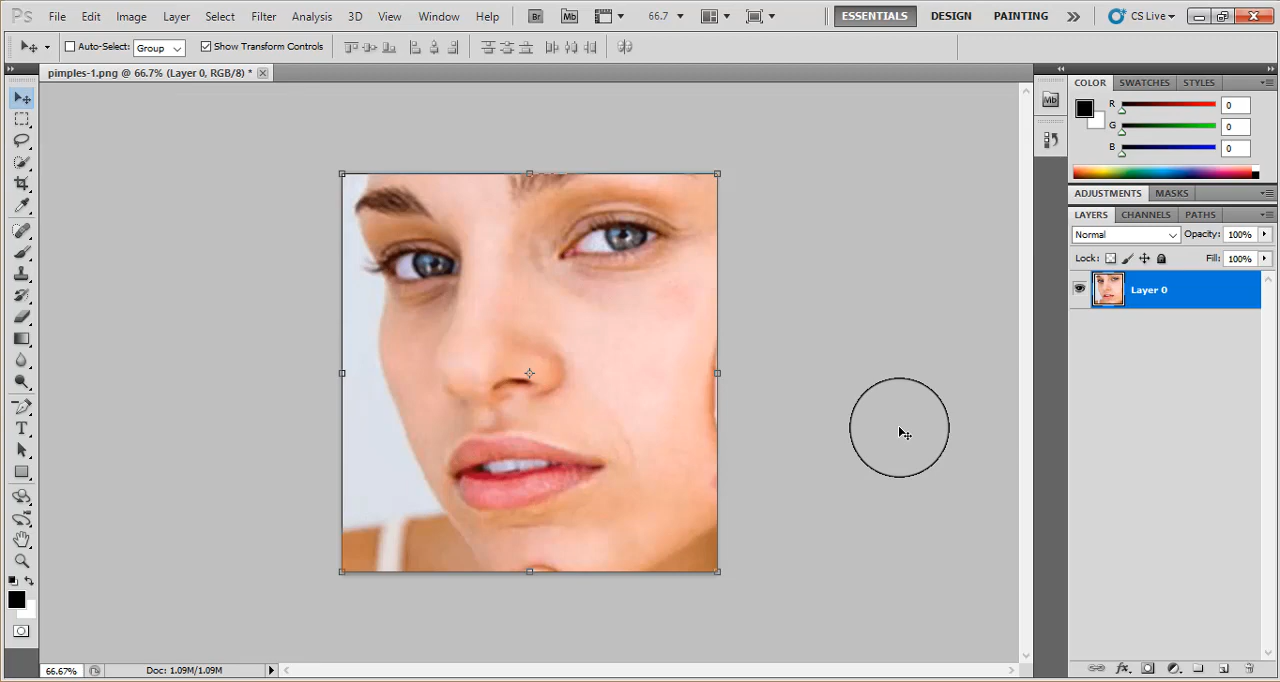 Ps File Edit Image Layer Select Filter Analysis 3D View Window Help Br Mb 66.7 ESSENTIALS DESIGN PAINTING CS Live
Auto-Select: Group Show Transform Controls
pimples-1.png @ 66.7% (Layer 0, RGB/8) *
Mb
COLOR SWATCHES STYLES
R 0
G 0
B 0
ADJUSTMENTS MASKS
LAYERS CHANNELS PATHS
Normal Opacity: 100%
Lock: Fill: 100%
Layer 0
T
66.67% Doc: 1.09M/1.09M
fx